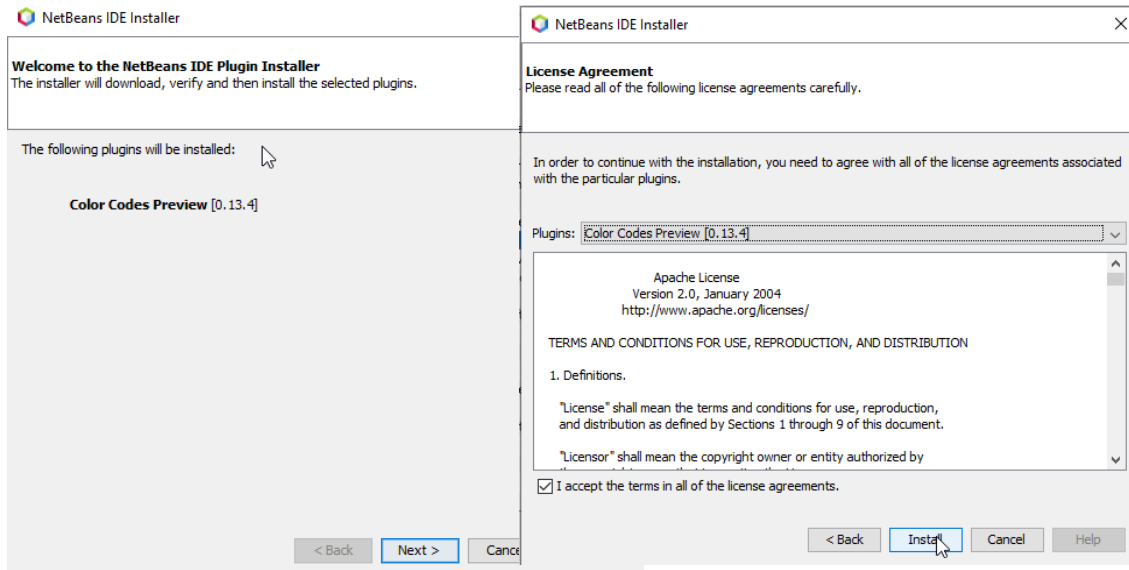 NetBeans IDE Installer
Welcome to the NetBeans IDE Plugin Installer
The installer will download, verify and then install the selected plugins.
The following plugins will be installed:
Color Codes Preview [0.13.4]
< Back
Next >
NetBeans IDE Installer
License Agreement
Please read all of the following license agreements carefully.
In order to continue with the installation, you need to agree with all of the license agreements associated
with the particular plugins.
Plugins: Color Codes Preview [0.13.4]
Apache License
Version 2.0, January 2004
http://www.apache.org/licenses/
TERMS AND CONDITIONS FOR USE, REPRODUCTION, AND DISTRIBUTION
1. Definitions.
"License" shall mean the terms and conditions for use, reproduction,
and distribution as defined by Sections 1 through 9 of this document.
"Licensor" shall mean the copyright owner or entity authorized by
I accept the terms in all of the license agreements.
< Back
Install
Cancel
Help